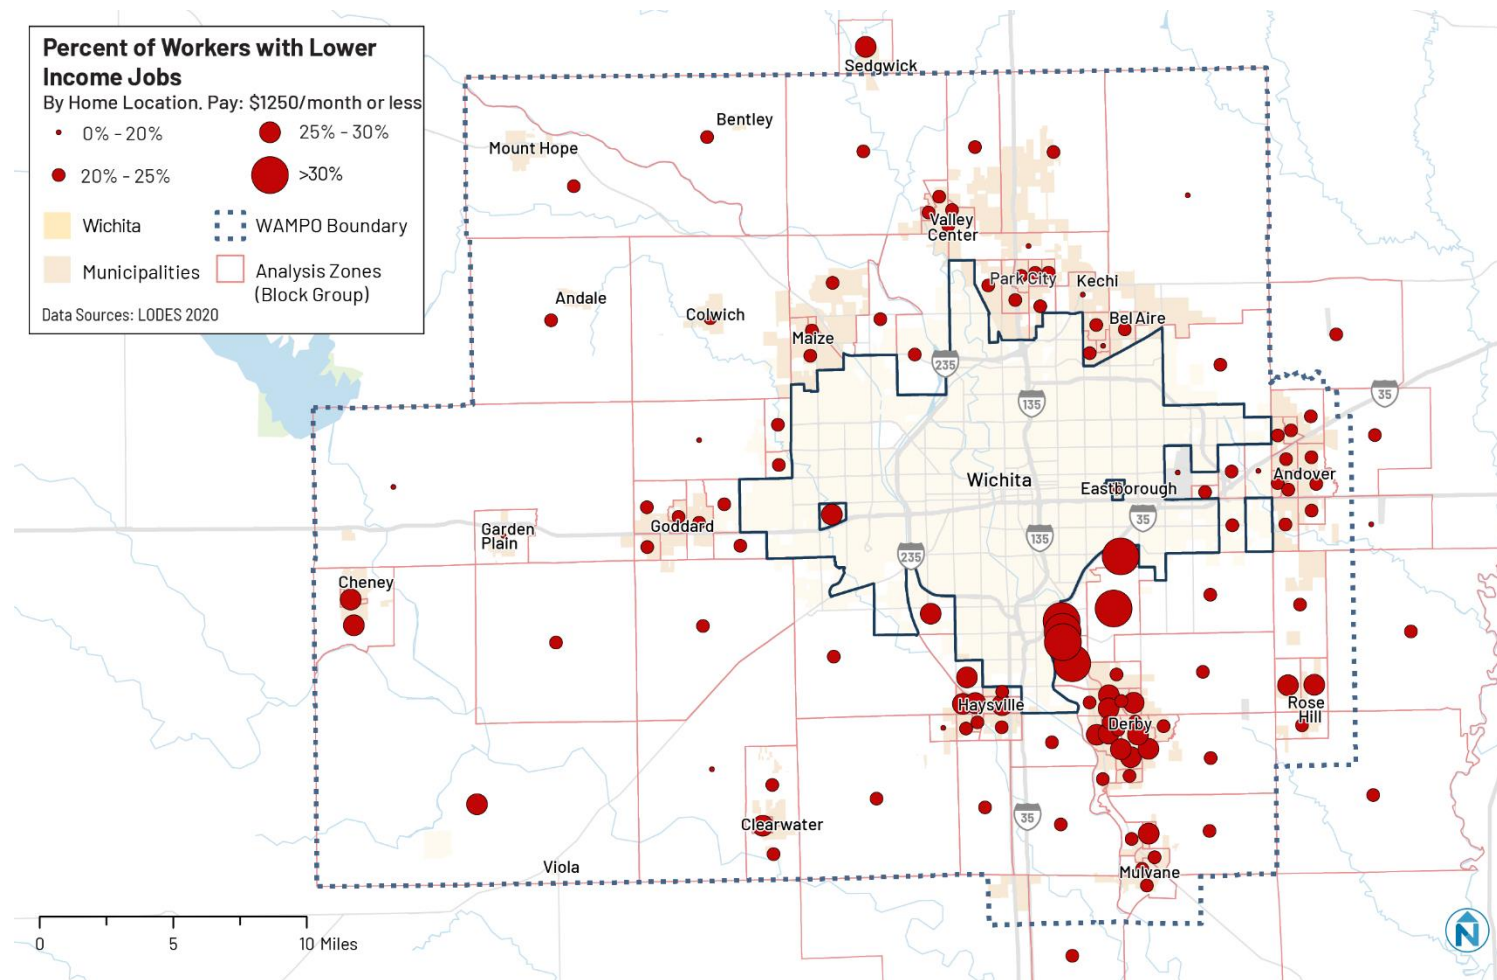 Percent of Workers with Lower
Income Jobs
By Home Location. Pay: $1250/month or less
0% - 20%
25% - 30%
20% - 25%
>30%
Wichita
WAMPO Boundary
Municipalities
Analysis Zones
(Block Group)
Data Sources: LODES 2020
Sedgwick
Bentley
Mount Hope
Valley
Center
Park City
Kechi
Andale
Colwich
Bel Aire
Maize
235
135
35
Wichita
Eastborough
Andover
Goddard
Garden
Plain
35
135
235
Cheney
Haysville
Rose
Hill
Derby
Clearwater
35
Viola
Mulvane
0
5
10 Miles
N